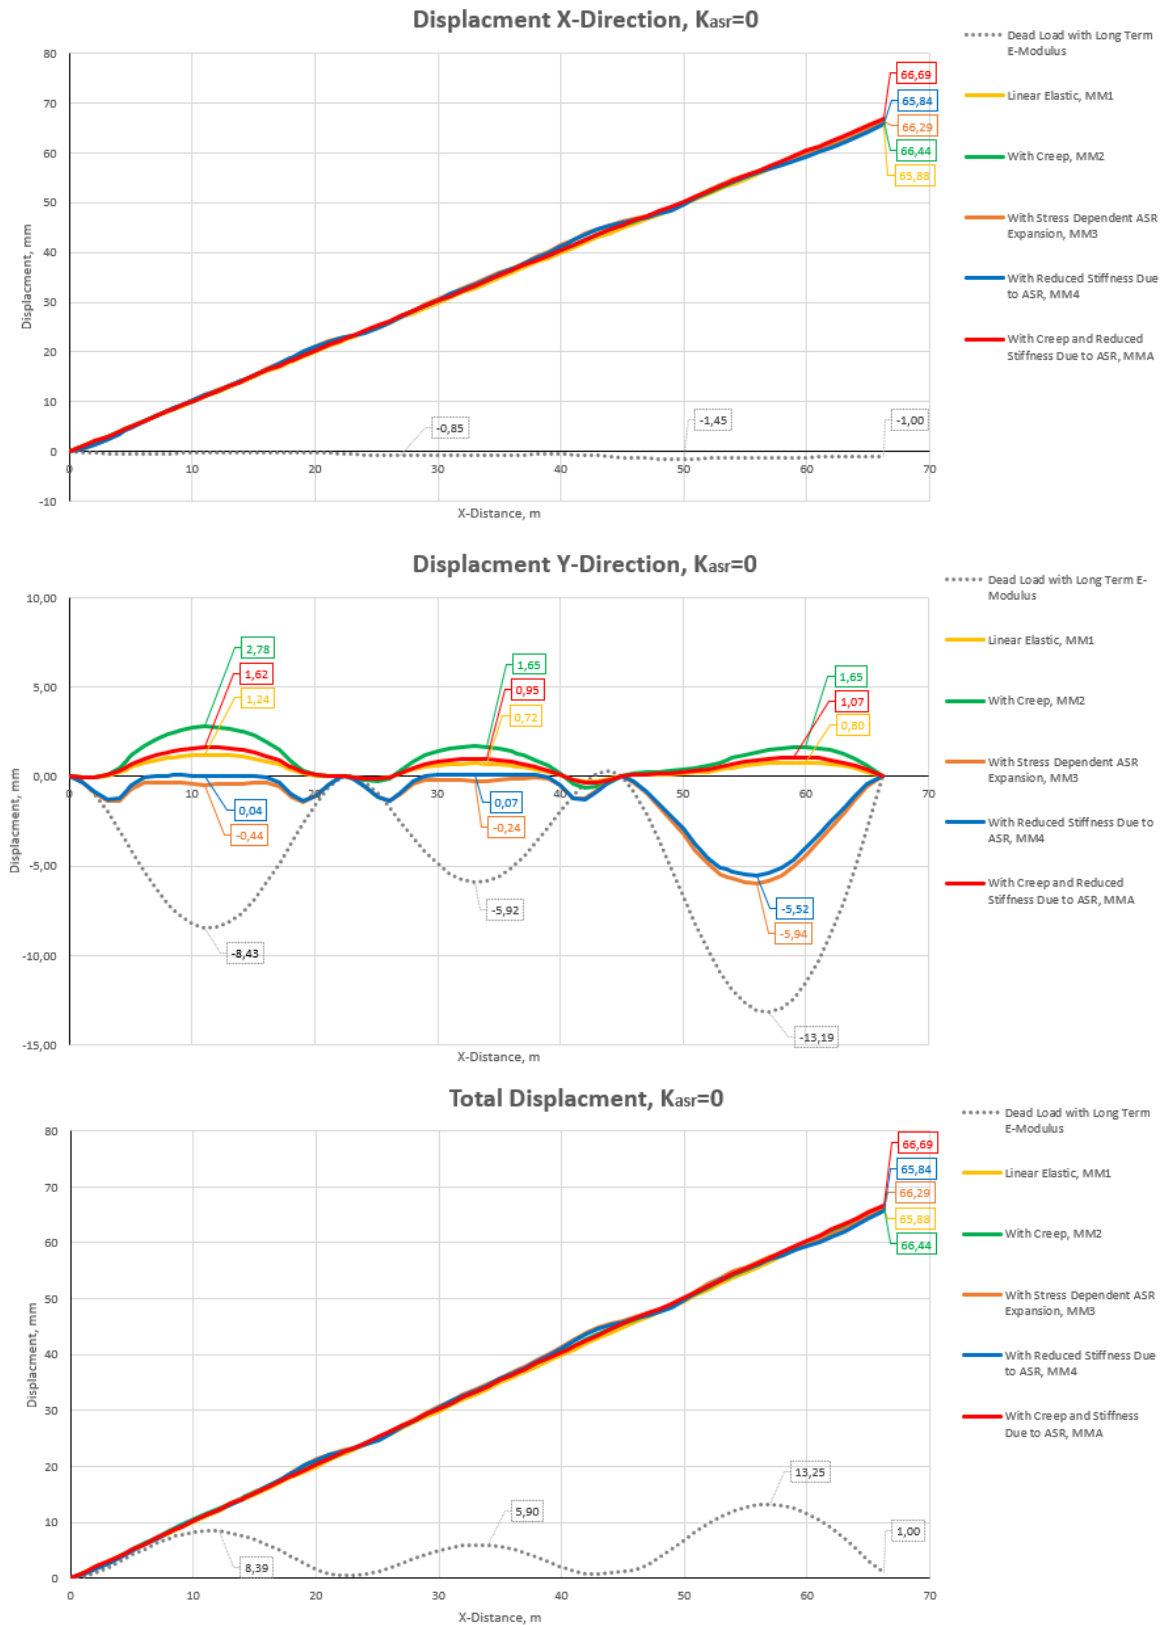 Displacment X-Direction, Kasr=0
Dead Load with Long Term
E-Modulus
Linear Elastic, MM1
With Creep, MM2
With Stress Dependent ASR
Expansion, MM3
With Reduced Stiffness Due
to ASR, MM4
With Creep and Reduced
Stiffness Due to ASR, MMA
80
70
60
50
40
30
20
10
0
-10
Displacment, mm
66,69
65,84
66,29
66,44
65,88
-0,85
-1,45
-1,00
0
10
20
30
40
50
60
70
X-Distance, m
Displacment Y-Direction, Kasr=0
Dead Load with Long Term E-
Modulus
Linear Elastic, MM1
With Creep, MM2
With Stress Dependent ASR
Expansion, MM3
With Reduced Stiffness Due to
ASR, MM4
With Creep and Reduced
Stiffness Due to ASR, MMA
10,00
5,00
0,00
-5,00
-10,00
-15,00
Displacment, mm
2,78
1,62
1,24
0,04
-0,44
-8,43
1,65
0,95
0,72
0,07
-0,24
-5,92
1,65
1,07
0,80
-5,52
-5,94
-13,19
0
10
20
30
40
50
60
70
X-Distance, m
Total Displacment, Kasr=0
Dead Load with Long Term
E-Modulus
Linear Elastic, MM1
With Creep, MM2
With Stress Dependent ASR
Expansion, MM3
With Reduced Stiffness Due
to ASR, MM4
With Creep and Stiffness
Due to ASR, MMA
80
70
60
50
40
30
20
10
0
Displacment, mm
66,69
65,84
66,29
65,88
66,44
8,39
5,90
13,25
1,00
0
10
20
30
40
50
60
70
X-Distance, m